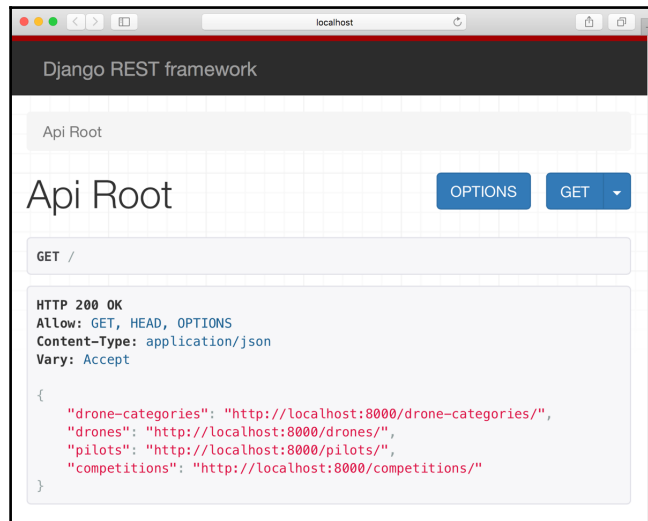 localhost
Django REST framework
Api Root
Api Root
OPTIONS GET
GET /
HTTP 200 OK
Allow: GET, HEAD, OPTIONS
Content-Type: application/json
Vary: Accept
{
    "drone-categories": "http://localhost:8000/drone-categories/",
    "drones": "http://localhost:8000/drones/",
    "pilots": "http://localhost:8000/pilots/",
    "competitions": "http://localhost:8000/competitions/"
}